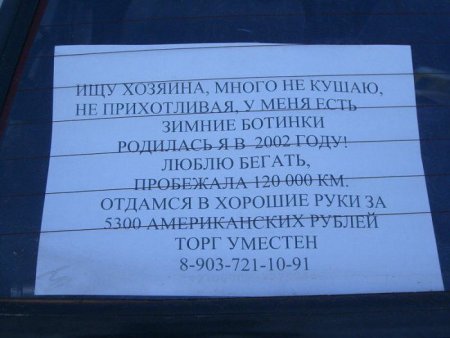 ИЩУ ХОЗЯИНА, МНОГО НЕ КУШАЮ,
НЕ ПРИХОТЛИВАЯ, У МЕНЯ ЕСТЬ
ЗИМНИЕ БОТИНКИ
РОДИЛАСЬ Я В 2002 ГОДУ!
ЛЮБЛЮ БЕГАТЬ,
ПРОБЕЖАЛА 120 000 КМ.
ОТДАМСЯ В ХОРОШИЕ РУКИ ЗА
5300 АМЕРИКАНСКИХ РУБЛЕЙ
ТОРГ УМЕСТЕН
8-903-721-10-91